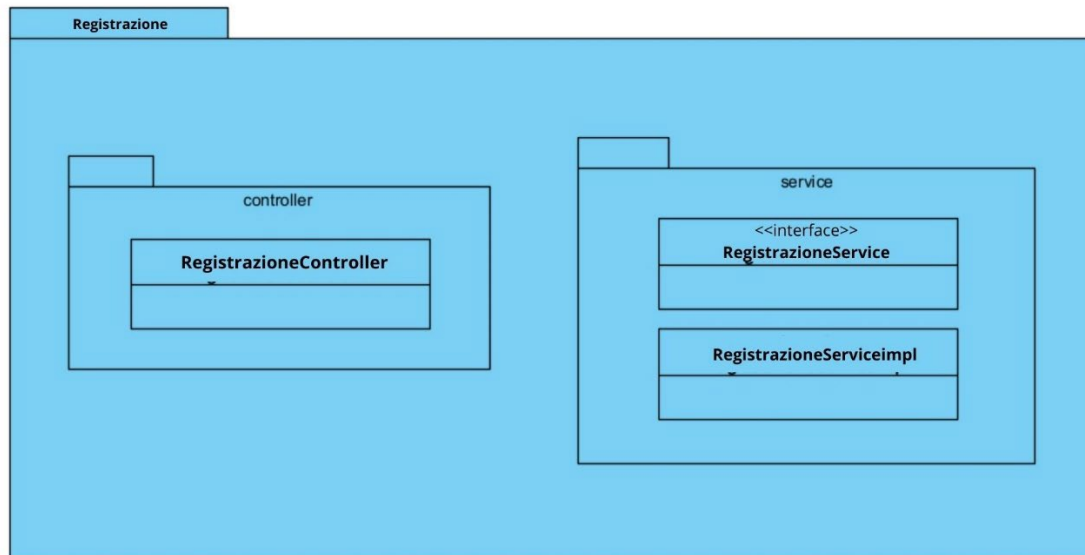 Registrazione
controller
RegistrazioneController
service
<<interface>>
RegistrazioneService
RegistrazioneServiceimpl